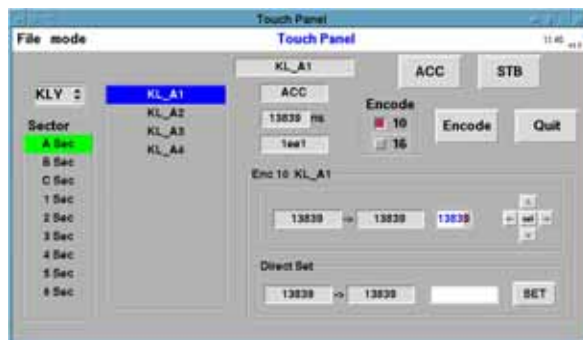 Touch Panel
File mode Touch Panel
KL_A1 ACC STB
KLY
KL_A1
KL_A2
KL_A3
KL_A4
ACC
13839 ns
1ee1
Encode
10
16
Encode Quit
Sector
A Sec
B Sec
C Sec
1 Sec
2 Sec
3 Sec
4 Sec
5 Sec
6 Sec
Enc 10 KL_A1
13839 -> 13839 13839 set
Direct Set
13839 -> 13839 SET